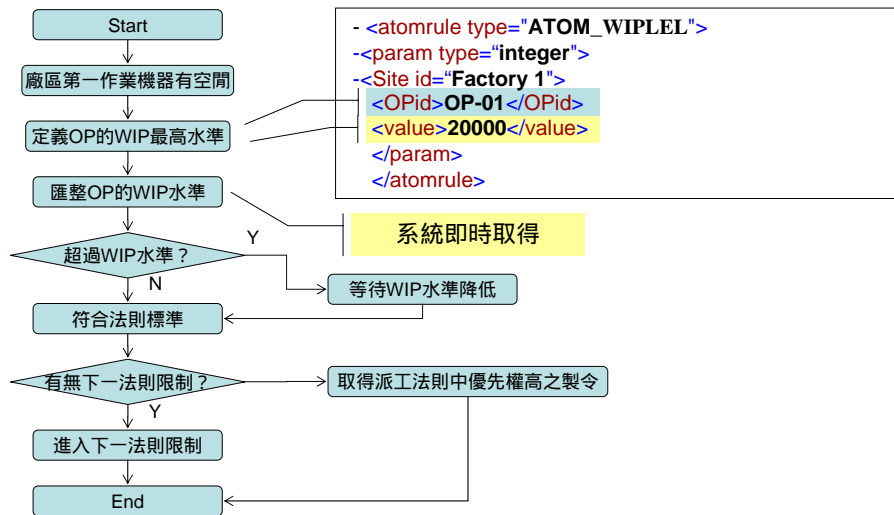 Start
廠區第一作業機器有空閒
定義OP的WIP最高水準
匯整OP的WIP水準
超過WIP水準？
Y
N
等待WIP水準降低
符合法則標準
有無下一法則限制？
Y
取得派工法則中優先權高之製令
進入下一法則限制
End
- <atomrule type="ATOM_WIPLEL">
-<param type=“integer">
-<Site id=“Factory 1">
<OPid>OP-01</OPid>
<value>20000</value>
</param>
</atomrule>
系統即時取得